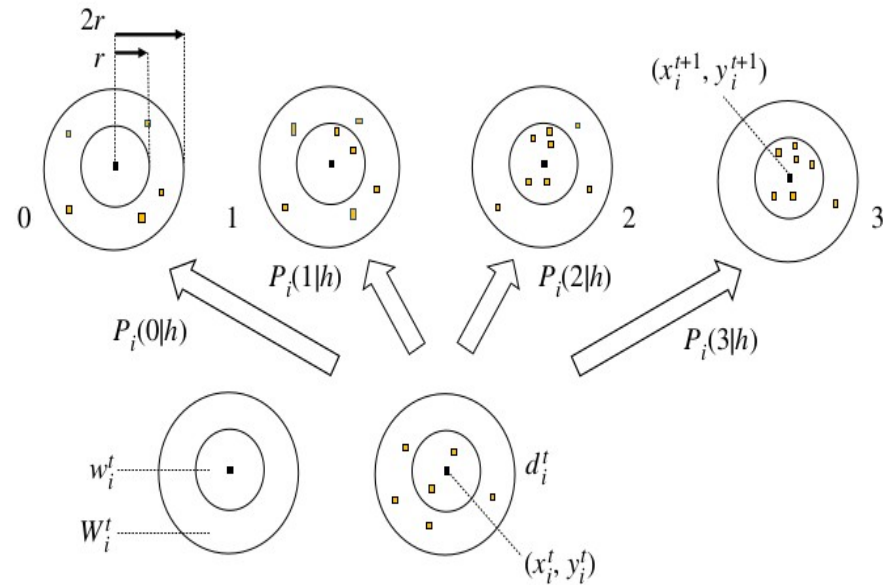 2r
r
(x_i^{t+1}, y_i^{t+1})
0
1
2
3
P_i(0|h)
P_i(1|h)
P_i(2|h)
P_i(3|h)
w_i^t
W_i^t
d_i^t
(x_i^t, y_i^t)